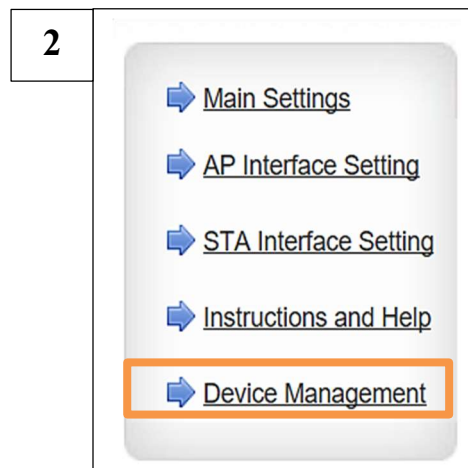 2
Main Settings
AP Interface Setting
STA Interface Setting
Instructions and Help
Device Management